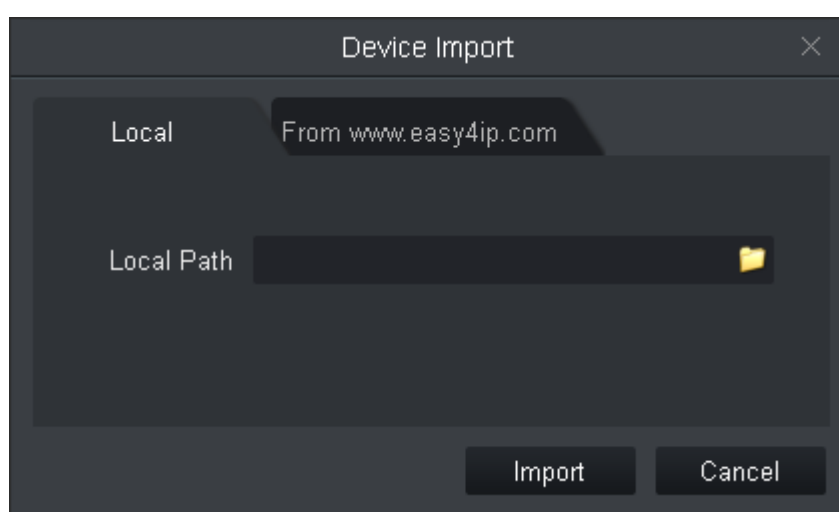 Device Import
Local
From www.easy4ip.com
Local Path
Import
Cancel